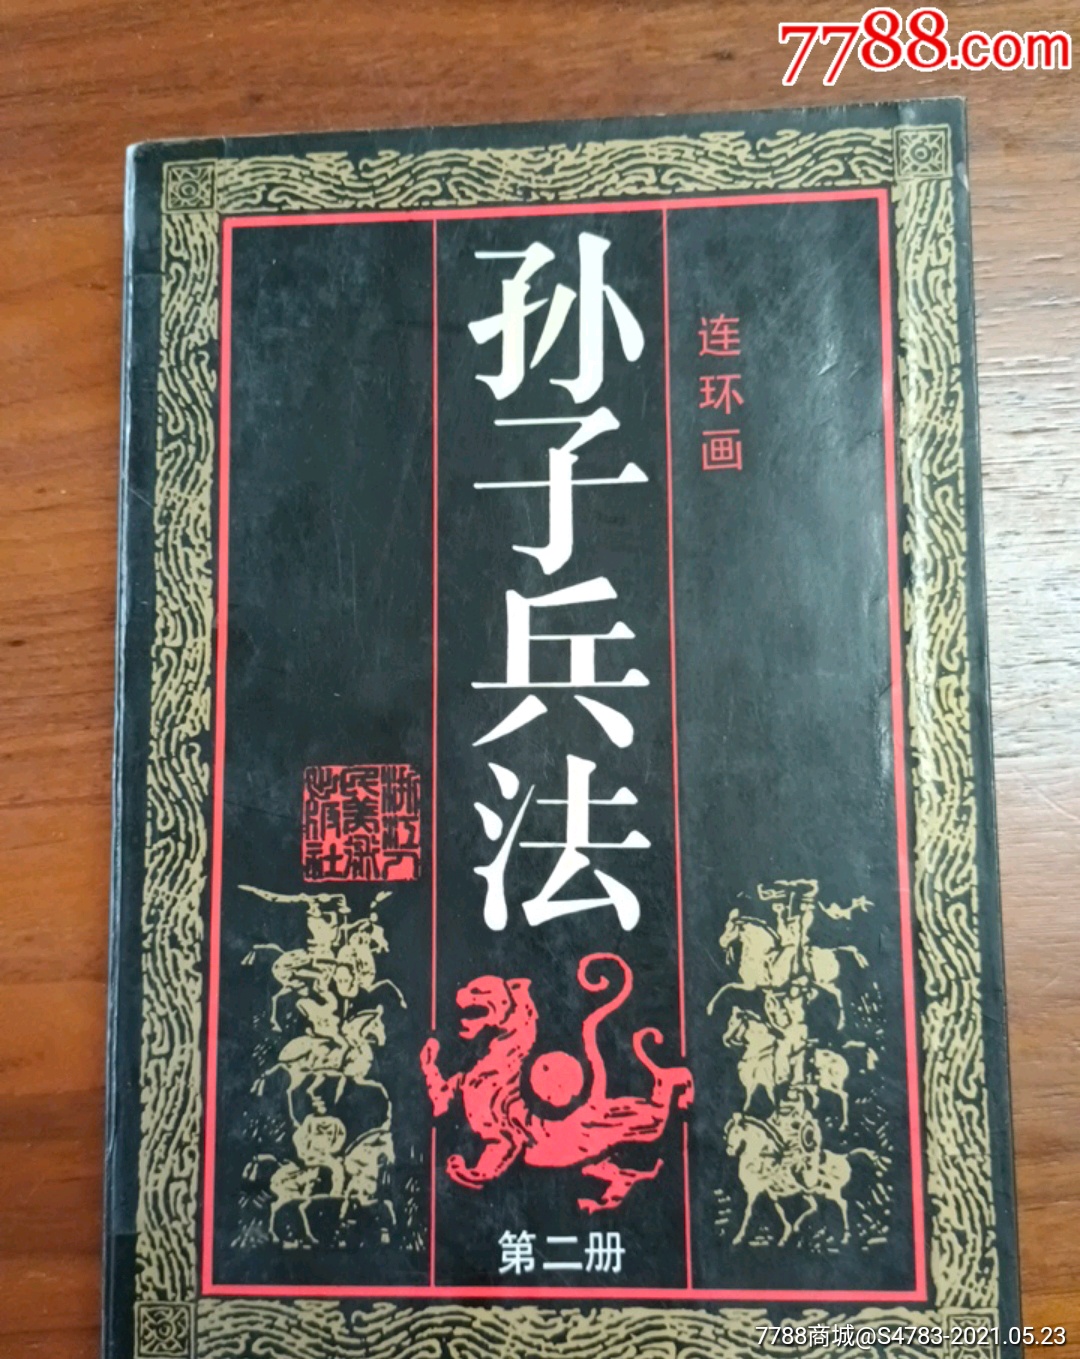 7788.com
连环画
孙子兵法
浙江人
民美术
出版社
第二册
7788商城@S4783-2021.05.23